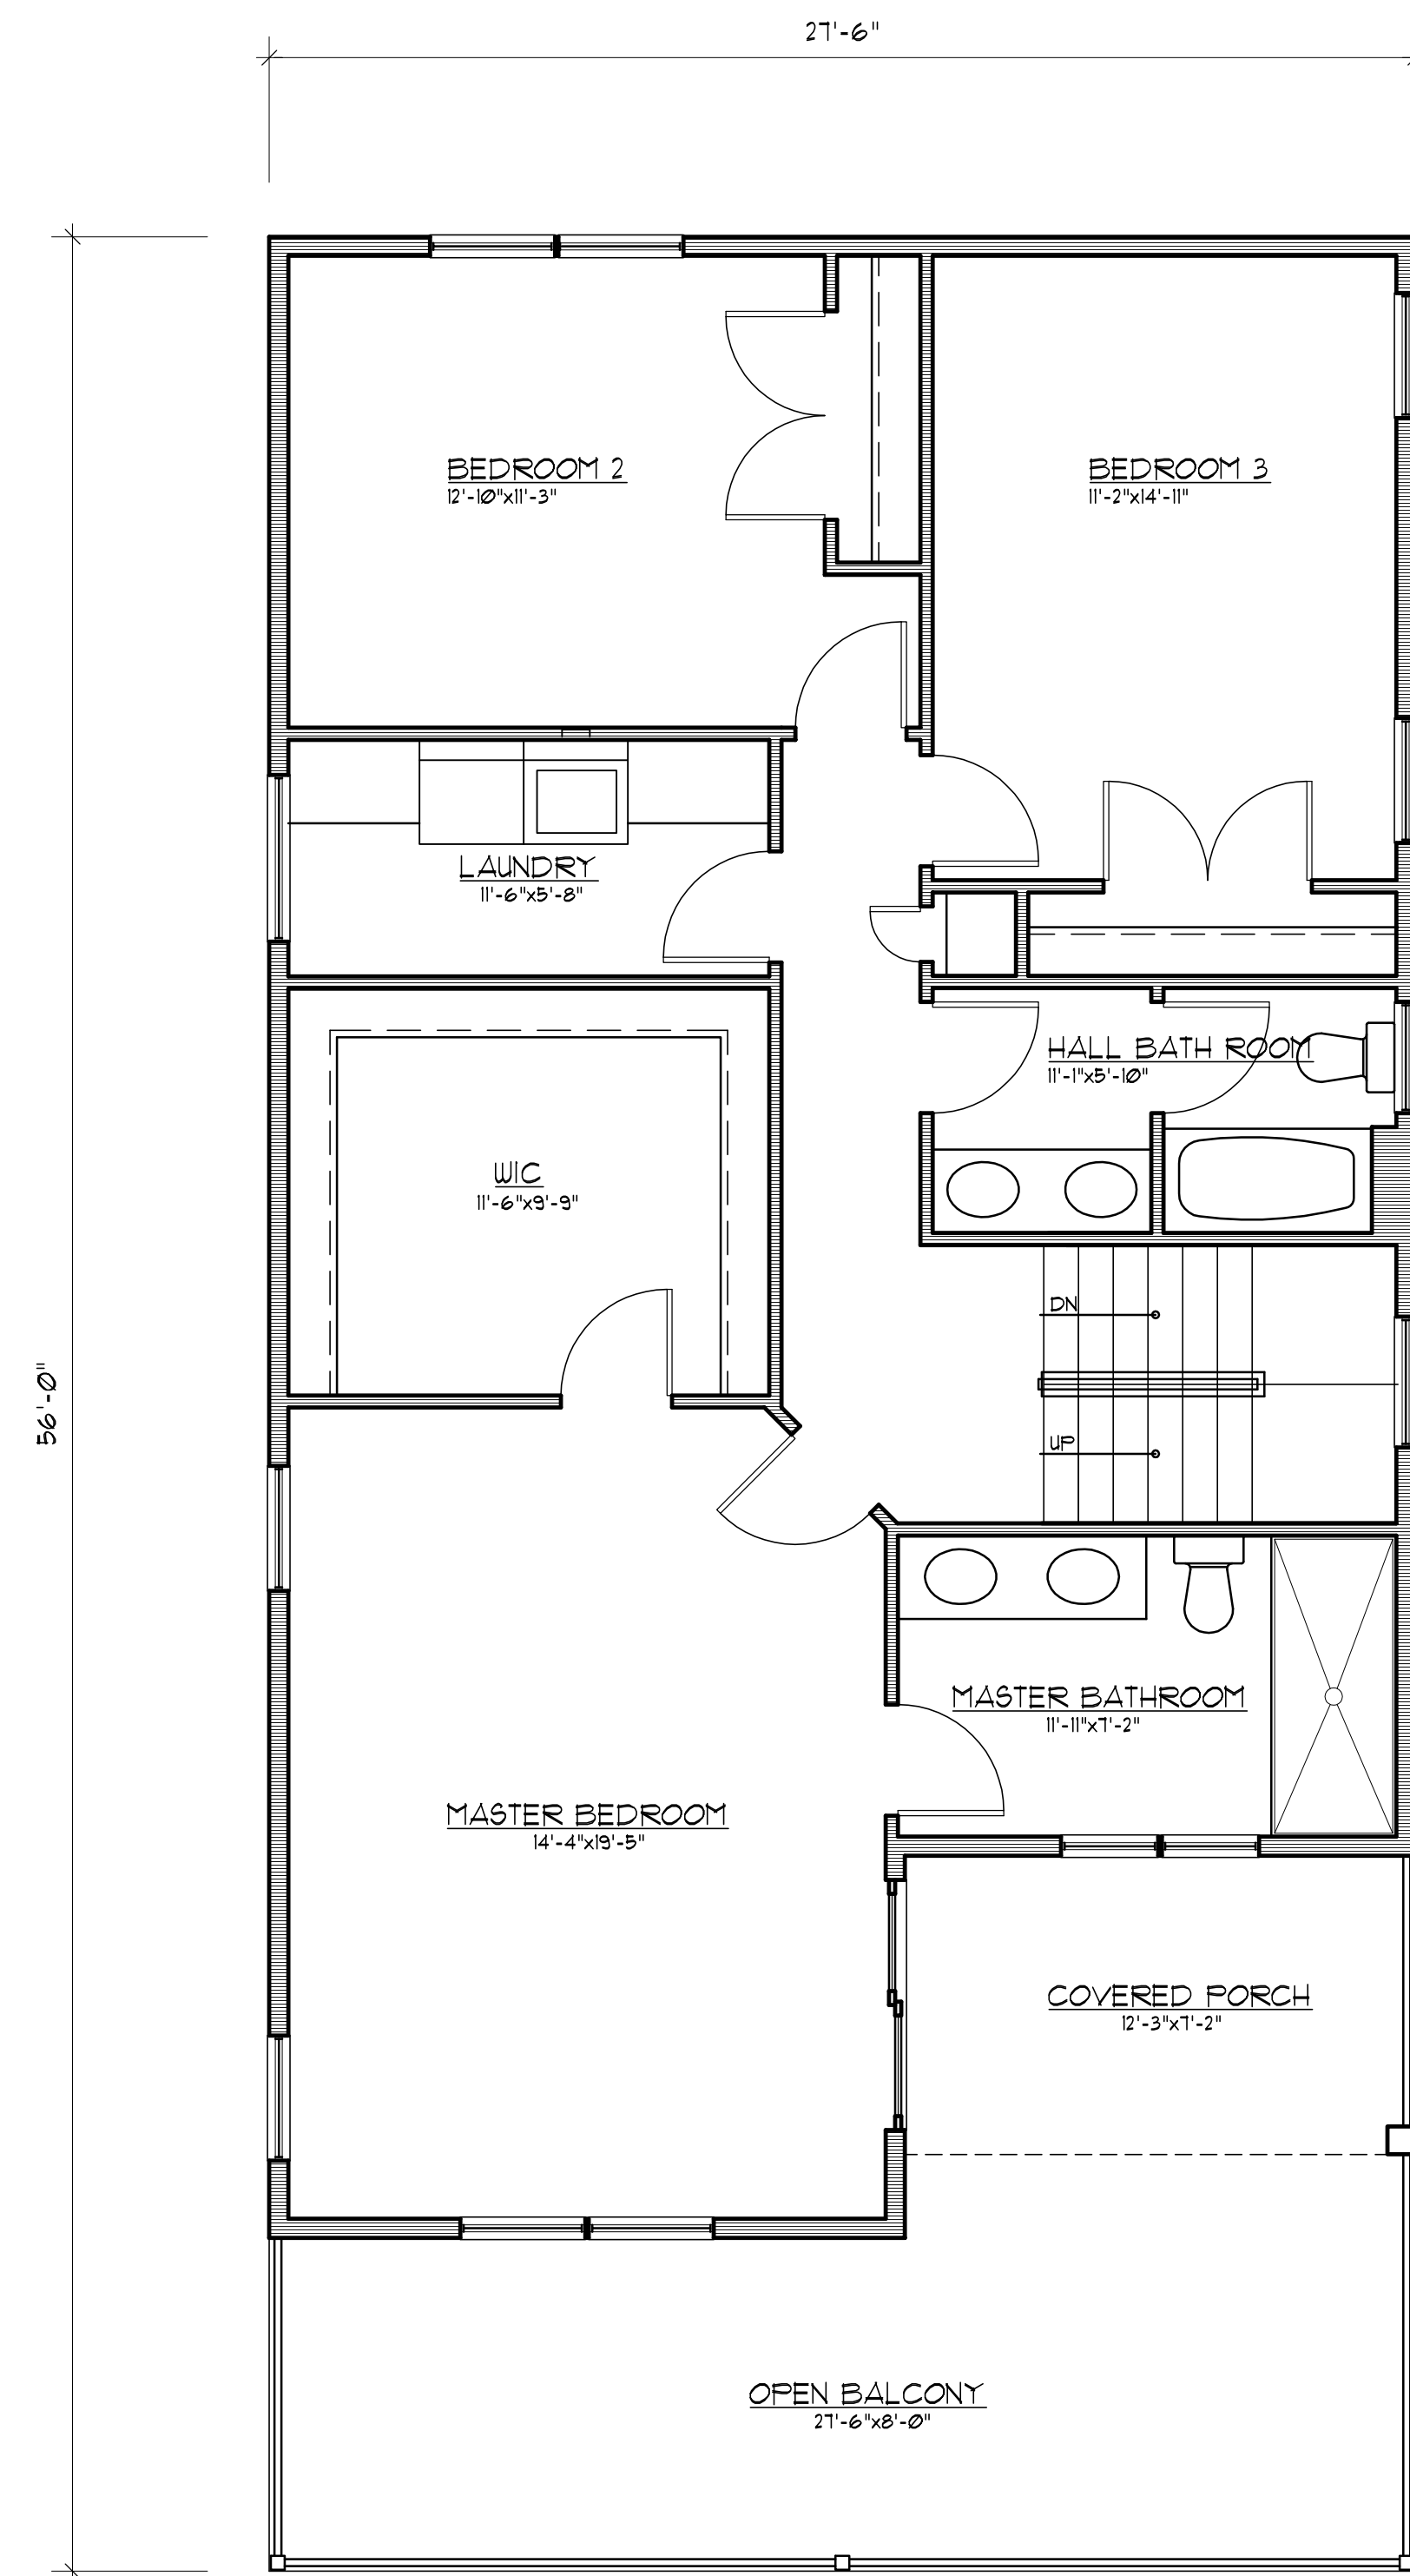 27'-6"
BEDROOM 2
12'-10"x11'-3"
BEDROOM 3
11'-2"x14'-11"
LAUNDRY
11'-6"x5'-8"
HALL BATH ROOM
11'-1"x5'-10"
WIC
11'-6"x9'-9"
DN
56'-0"
UP
MASTER BATHROOM
11'-11"x7'-2"
MASTER BEDROOM
14'-4"x19'-5"
COVERED PORCH
12'-3"x7'-2"
OPEN BALCONY
27'-6"x8'-0"